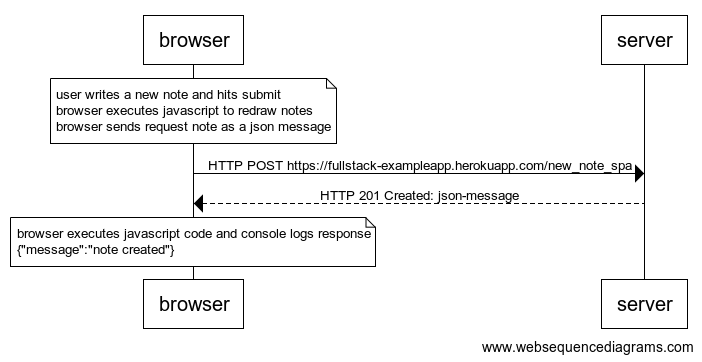 browser
server
user writes a new note and hits submit
browser executes javascript to redraw notes
browser sends request note as a json message
HTTP POST https://fullstack-exampleapp.herokuapp.com/new_note_spa
HTTP 201 Created: json-message
browser executes javascript code and console logs response
{"message":"note created"}
browser
server
www.websequencediagrams.com